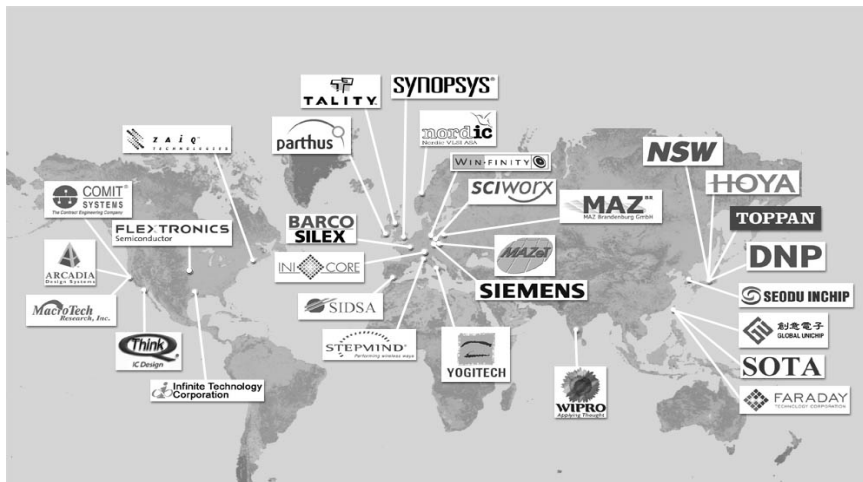 TALITY
SYNOPSYS®
parthus
nordic
Nordic VLSI ASA
ZAIQ
TECHNOLOGIES
WIN-FINITY
NSW
HOYA
SCIWORX
COMIT®
SYSTEMS
The Contract Engineering Company
MAZ BR
MAZ Brandenburg GmbH
TOPPAN
FLEXTRONICS
Semiconductor
BARCO
SILEX
DNP
ARCADIA
Design Systems
INICORE
MAZeT
SIEMENS
SEODU INCHIP
MacroTech
Research, Inc.
SIDSA
創意電子
GLOBAL UNICHIP
Think
IC Design
STEPMIND
Performing wireless ways
YOGITECH
SOTA
Infinite Technology
Corporation
WIPRO
Applying Thought
FARADAY
TECHNOLOGY CORPORATION